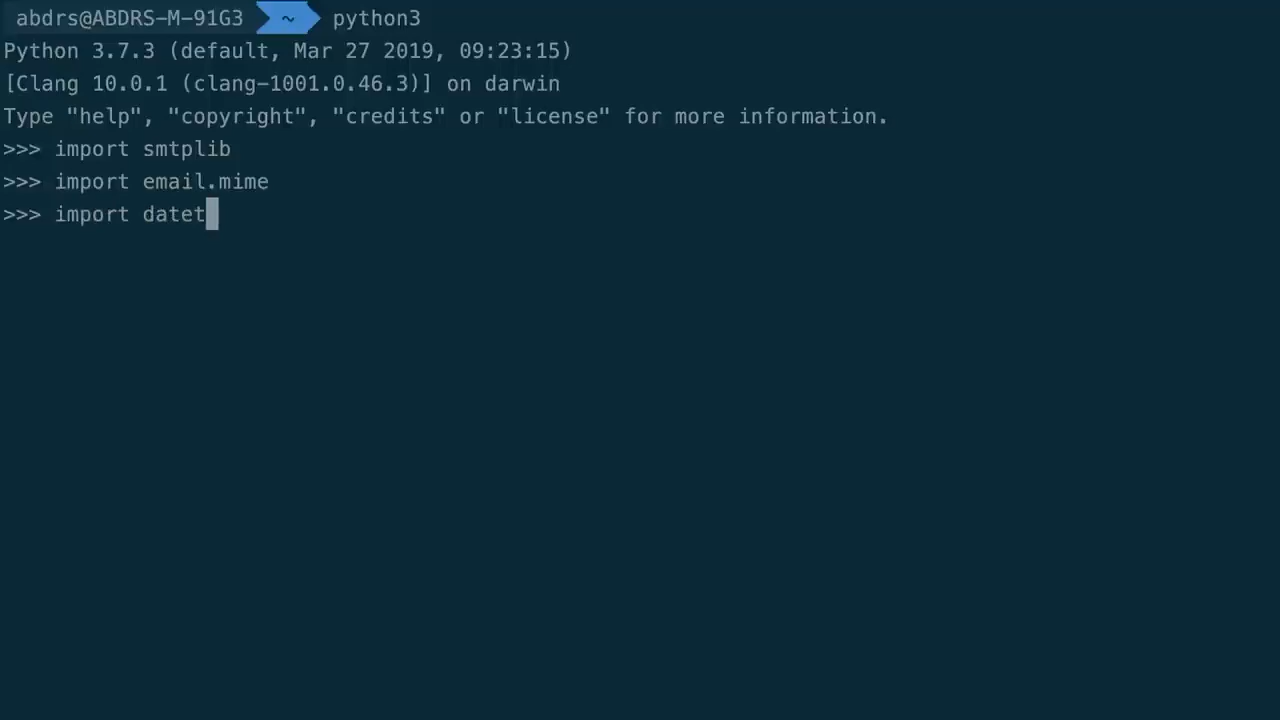 abdrs@ABDRS-M-91G3 ~ python3
Python 3.7.3 (default, Mar 27 2019, 09:23:15)
[Clang 10.0.1 (clang-1001.0.46.3)] on darwin
Type "help", "copyright", "credits" or "license" for more information.
>>> import smtplib
>>> import email.mime
>>> import datet